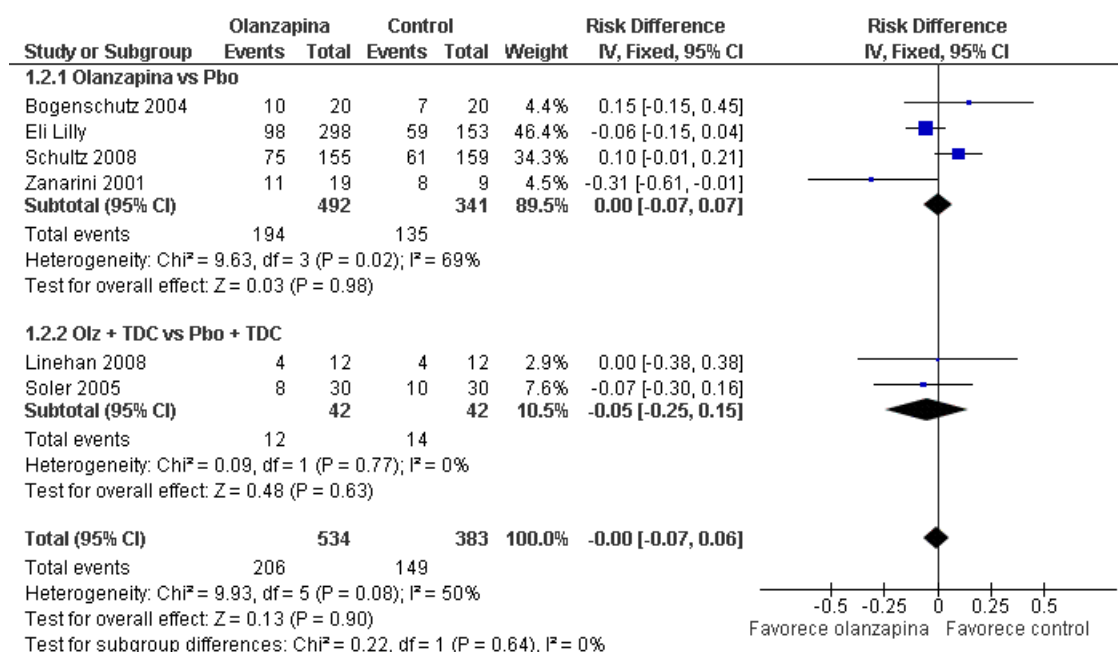 Olanzapina Control Risk Difference Risk Difference
Study or Subgroup Events Total Events Total Weight IV, Fixed, 95% CI IV, Fixed, 95% CI
1.2.1 Olanzapina vs Pbo
Bogenschutz 2004 10 20 7 20 4.4% 0.15 [-0.15, 0.45]
Eli Lilly 98 298 59 153 46.4% -0.06 [-0.15, 0.04]
Schultz 2008 75 155 61 159 34.3% 0.10 [-0.01, 0.21]
Zanarini 2001 11 19 8 9 4.5% -0.31 [-0.61, -0.01]
Subtotal (95% CI) 492 341 89.5% 0.00 [-0.07, 0.07]
Total events 194 135
Heterogeneity: Chi² = 9.63, df = 3 (P = 0.02); I² = 69%
Test for overall effect: Z = 0.03 (P = 0.98)
1.2.2 Olz + TDC vs Pbo + TDC
Linehan 2008 4 12 4 12 2.9% 0.00 [-0.38, 0.38]
Soler 2005 8 30 10 30 7.6% -0.07 [-0.30, 0.16]
Subtotal (95% CI) 42 42 10.5% -0.05 [-0.25, 0.15]
Total events 12 14
Heterogeneity: Chi² = 0.09, df = 1 (P = 0.77); I² = 0%
Test for overall effect: Z = 0.48 (P = 0.63)
Total (95% CI) 534 383 100.0% -0.00 [-0.07, 0.06]
Total events 206 149
Heterogeneity: Chi² = 9.93, df = 5 (P = 0.08); I² = 50%
Test for overall effect: Z = 0.13 (P = 0.90)
Test for subgroup differences: Chi² = 0.22, df = 1 (P = 0.64), I² = 0%
-0.5 -0.25 0 0.25 0.5
Favorece olanzapina Favorece control